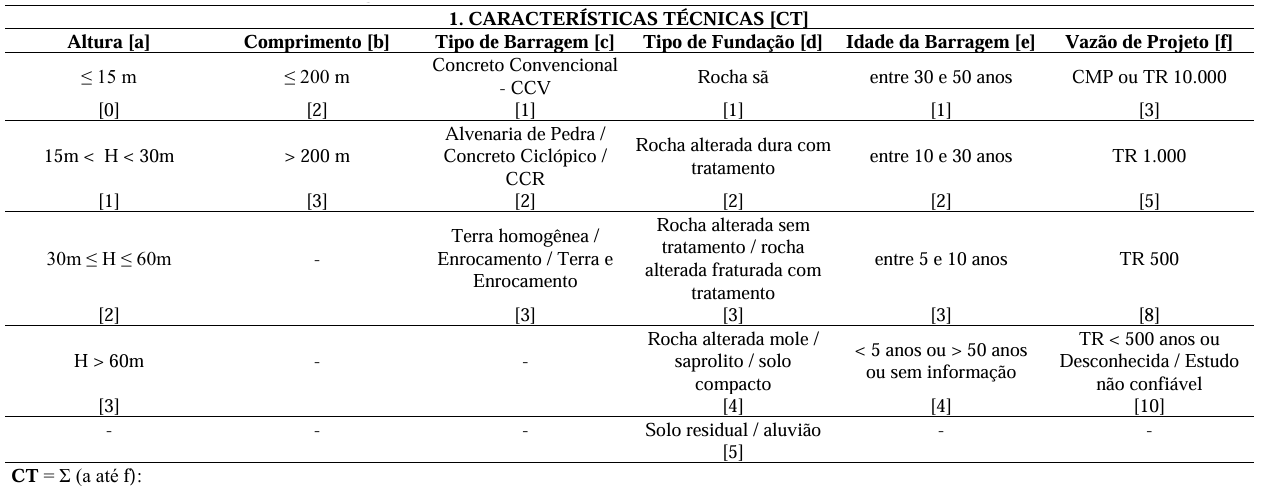 1. CARACTERÍSTICAS TÉCNICAS [CT]
Altura [a] Comprimento [b] Tipo de Barragem [c] Tipo de Fundação [d] Idade da Barragem [e] Vazão de Projeto [f]
≤ 15 m ≤ 200 m Concreto Convencional - CCV Rocha sã entre 30 e 50 anos CMP ou TR 10.000
[0] [2] [1] [1] [1] [3]
15m < H < 30m > 200 m Alvenaria de Pedra / Concreto Ciclópico / CCR Rocha alterada dura com tratamento entre 10 e 30 anos TR 1.000
[1] [3] [2] [2] [2] [5]
30m ≤ H ≤ 60m - Terra homogênea / Enrocamento / Terra e Enrocamento Rocha alterada sem tratamento / rocha alterada fraturada com tratamento entre 5 e 10 anos TR 500
[2] [3] [3] [3] [8]
H > 60m - - Rocha alterada mole / saprolito / solo compacto < 5 anos ou > 50 anos ou sem informação TR < 500 anos ou Desconhecida / Estudo não confiável
[3] [4] [4] [10]
- - - Solo residual / aluvião - -
[5]
CT = Σ (a até f):